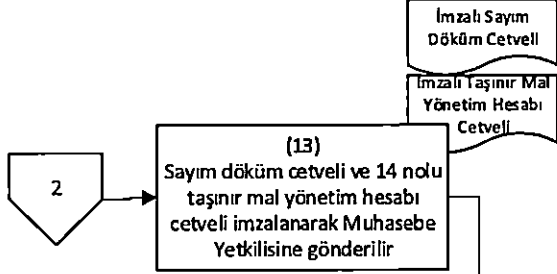 İmzalı Sayım
Döküm Cetveli
İmzalı Taşınır Mal
Yönetim Hesabı
Cetveli
2
(13)
Sayım döküm cetveli ve 14 nolu
taşınır mal yönetim hesabı
cetveli imzalanarak Muhasebe
Yetkilisine gönderilir